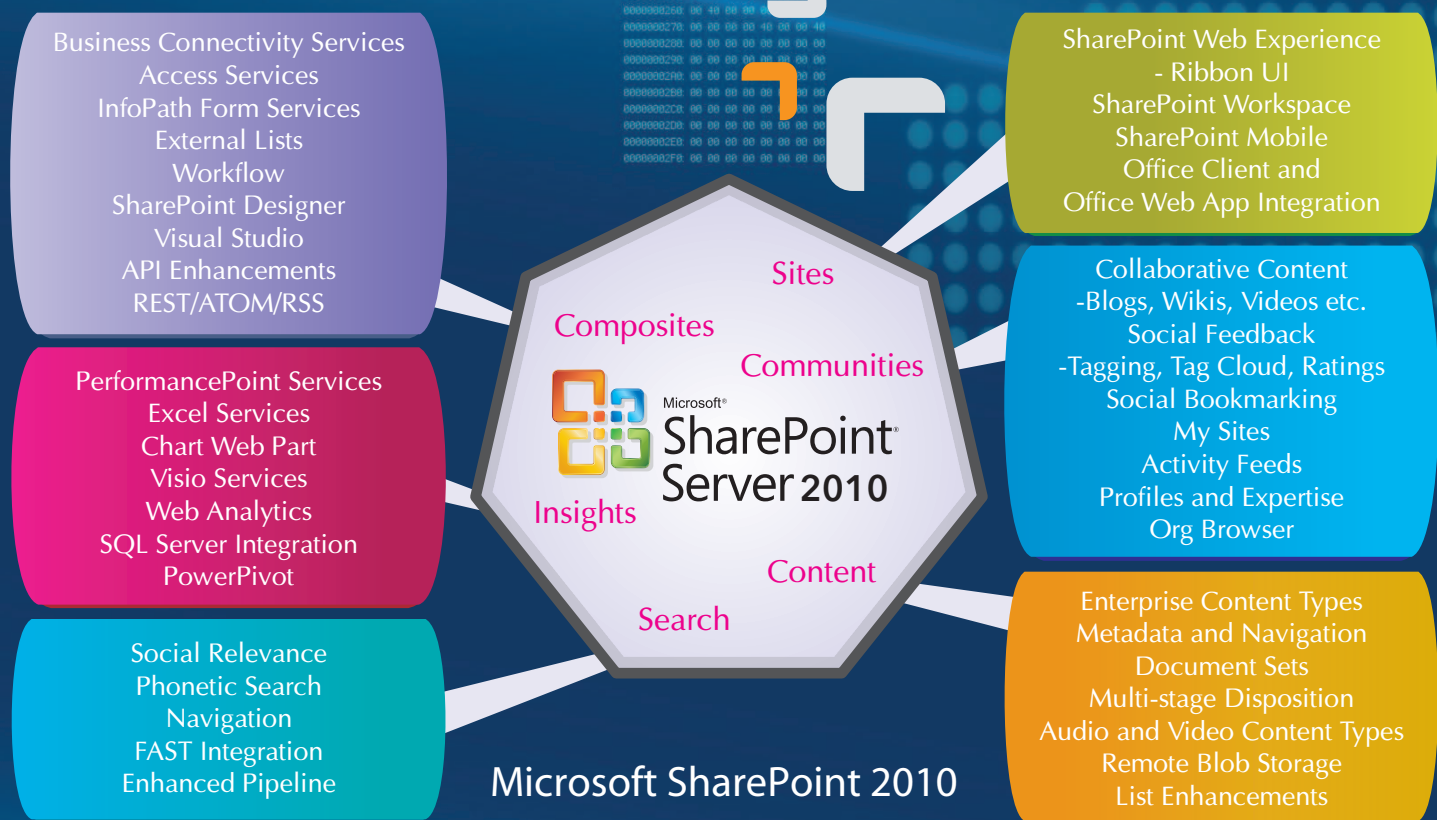 Business Connectivity Services
Access Services
InfoPath Form Services
External Lists
Workflow
SharePoint Designer
Visual Studio
API Enhancements
REST/ATOM/RSS
PerformancePoint Services
Excel Services
Chart Web Part
Visio Services
Web Analytics
SQL Server Integration
PowerPivot
Social Relevance
Phonetic Search
Navigation
FAST Integration
Enhanced Pipeline
Sites
Composites
Communities
Microsoft®
SharePoint®
Server 2010
Insights
Content
Search
Microsoft SharePoint 2010
SharePoint Web Experience
- Ribbon UI
SharePoint Workspace
SharePoint Mobile
Office Client and
Office Web App Integration
Collaborative Content
-Blogs, Wikis, Videos etc.
Social Feedback
-Tagging, Tag Cloud, Ratings
Social Bookmarking
My Sites
Activity Feeds
Profiles and Expertise
Org Browser
Enterprise Content Types
Metadata and Navigation
Document Sets
Multi-stage Disposition
Audio and Video Content Types
Remote Blob Storage
List Enhancements